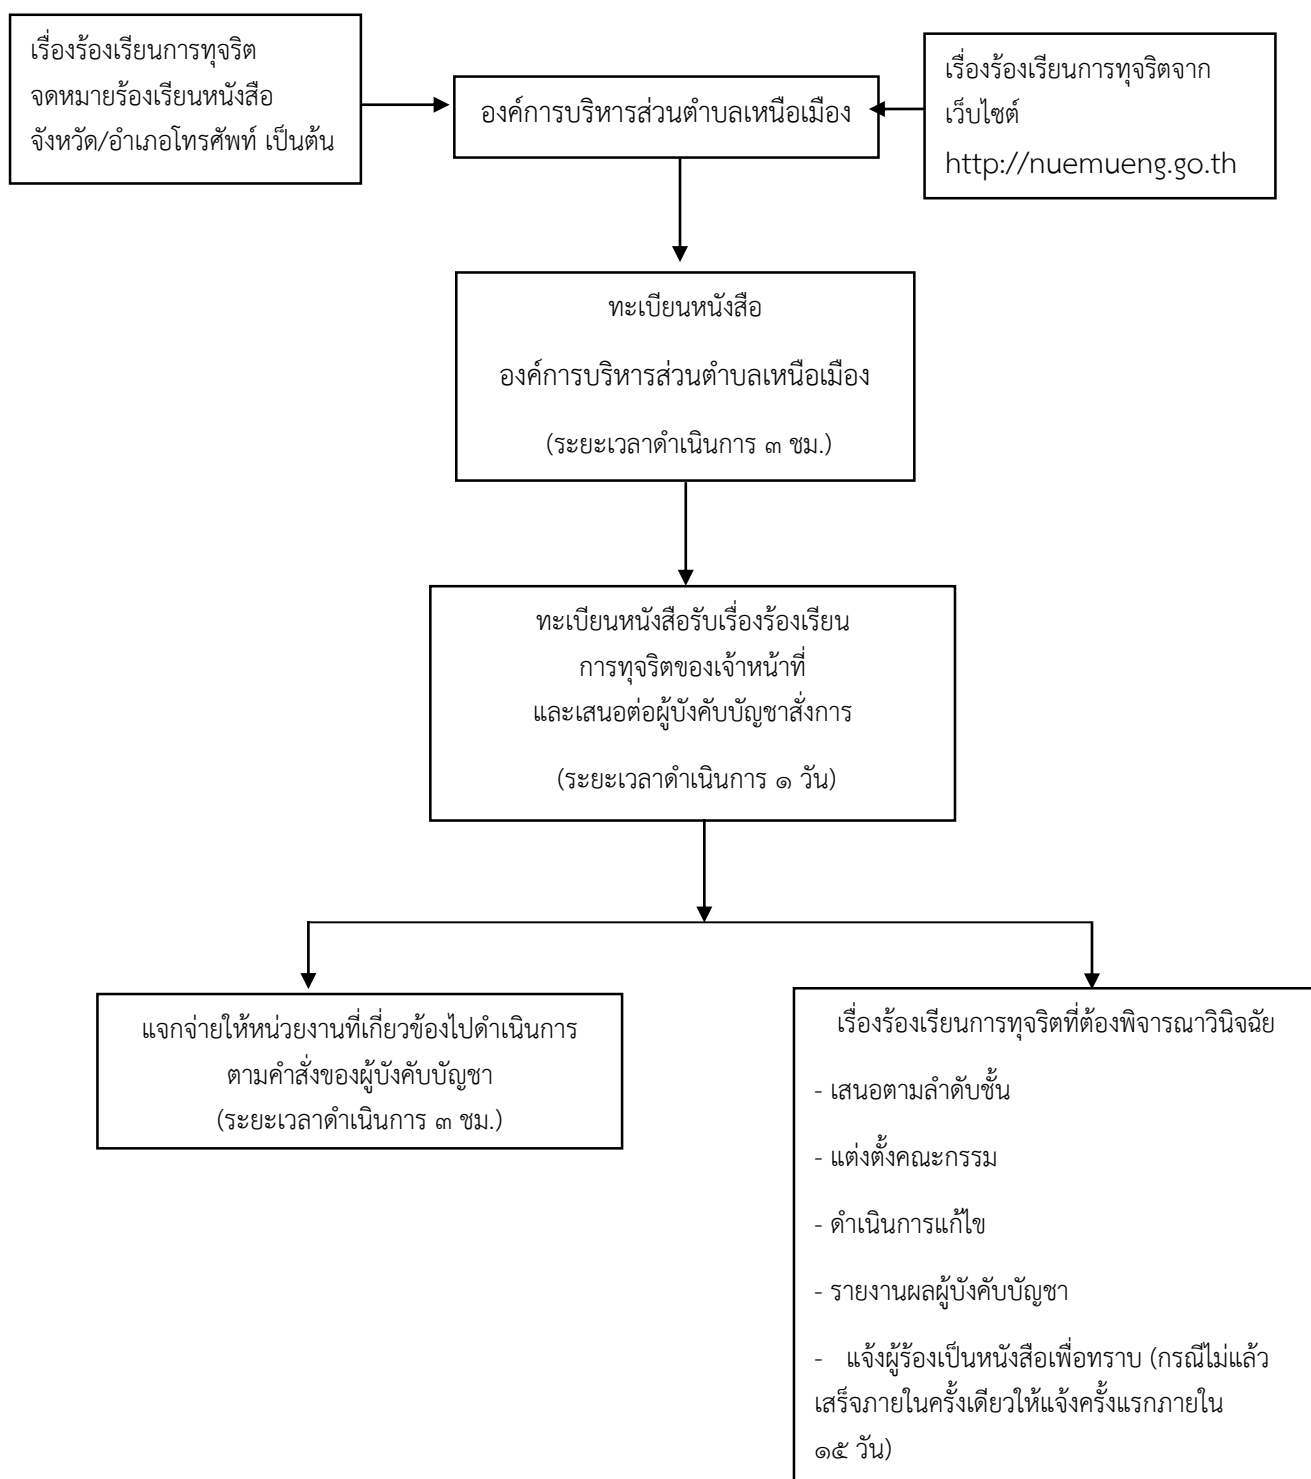 เรื่องร้องเรียนการทุจริต
จดหมายร้องเรียนหนังสือ
จังหวัด/อำเภอโทรศัพท์ เป็นต้น
องค์การบริหารส่วนตำบลเหนือเมือง
เรื่องร้องเรียนการทุจริตจาก
เว็บไซต์
http://nuemueng.go.th
ทะเบียนหนังสือ
องค์การบริหารส่วนตำบลเหนือเมือง
(ระยะเวลาดำเนินการ ๓ ชม.)
ทะเบียนหนังสือรับเรื่องร้องเรียน
การทุจริตของเจ้าหน้าที่
และเสนอต่อผู้บังคับบัญชาสั่งการ
(ระยะเวลาดำเนินการ ๑ วัน)
แจกจ่ายให้หน่วยงานที่เกี่ยวข้องไปดำเนินการ
ตามคำสั่งของผู้บังคับบัญชา
(ระยะเวลาดำเนินการ ๓ ชม.)
เรื่องร้องเรียนการทุจริตที่ต้องพิจารณาวินิจฉัย
- เสนอตามลำดับชั้น
- แต่งตั้งคณะกรรม
- ดำเนินการแก้ไข
- รายงานผลผู้บังคับบัญชา
- แจ้งผู้ร้องเป็นหนังสือเพื่อทราบ (กรณีไม่แล้ว
เสร็จภายในครั้งเดียวให้แจ้งครั้งแรกภายใน
๑๕ วัน)